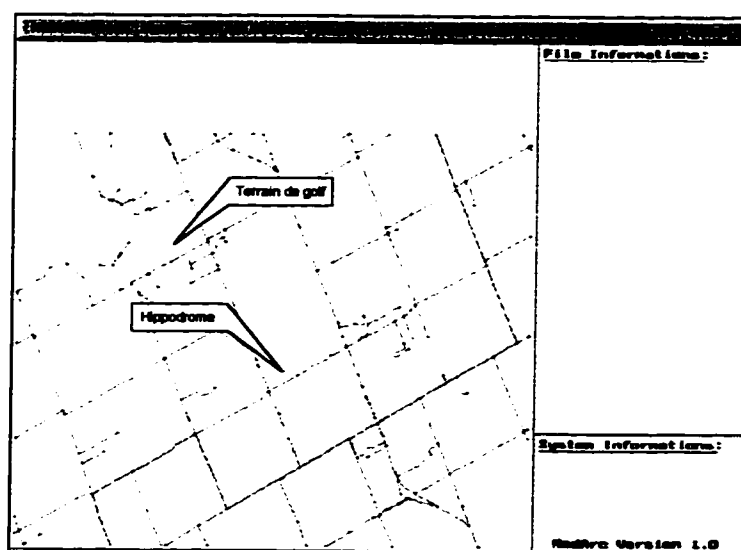 File Informations:
Terrain de golf
Hippodrome
System Informations:
Version 1.0